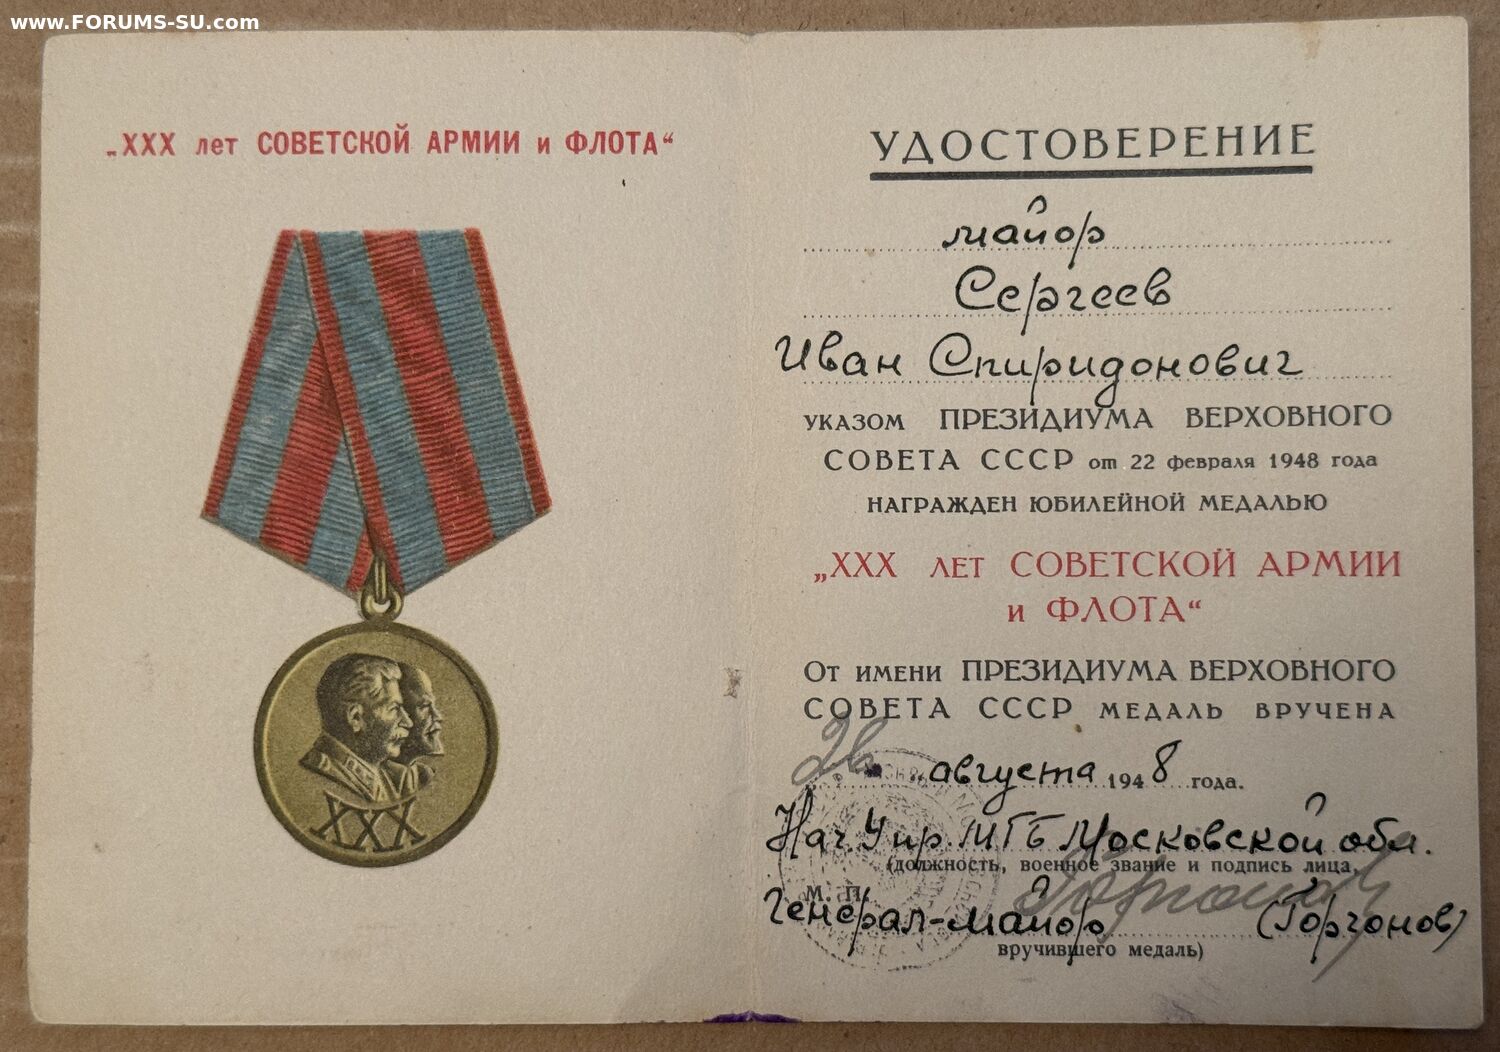 www.FORUMS-SU.com
„XXX лет СОВЕТСКОЙ АРМИИ и ФЛОТА“
XXX
УДОСТОВЕРЕНИЕ
майор
Сергеев
Иван Спиридонович
УКАЗОМ ПРЕЗИДИУМА ВЕРХОВНОГО
СОВЕТА СССР от 22 февраля 1948 года
НАГРАЖДЕН ЮБИЛЕЙНОЙ МЕДАЛЬЮ
„XXX ЛЕТ СОВЕТСКОЙ АРМИИ
и ФЛОТА“
От имени ПРЕЗИДИУМА ВЕРХОВНОГО
СОВЕТА СССР МЕДАЛЬ ВРУЧЕНА
26 августа 1948 года.
Нач. Упр. МГБ Московской обл.
(должность, военное звание и подпись лица,
М. П.
Генерал-майор (Горгонов)
вручившего медаль)